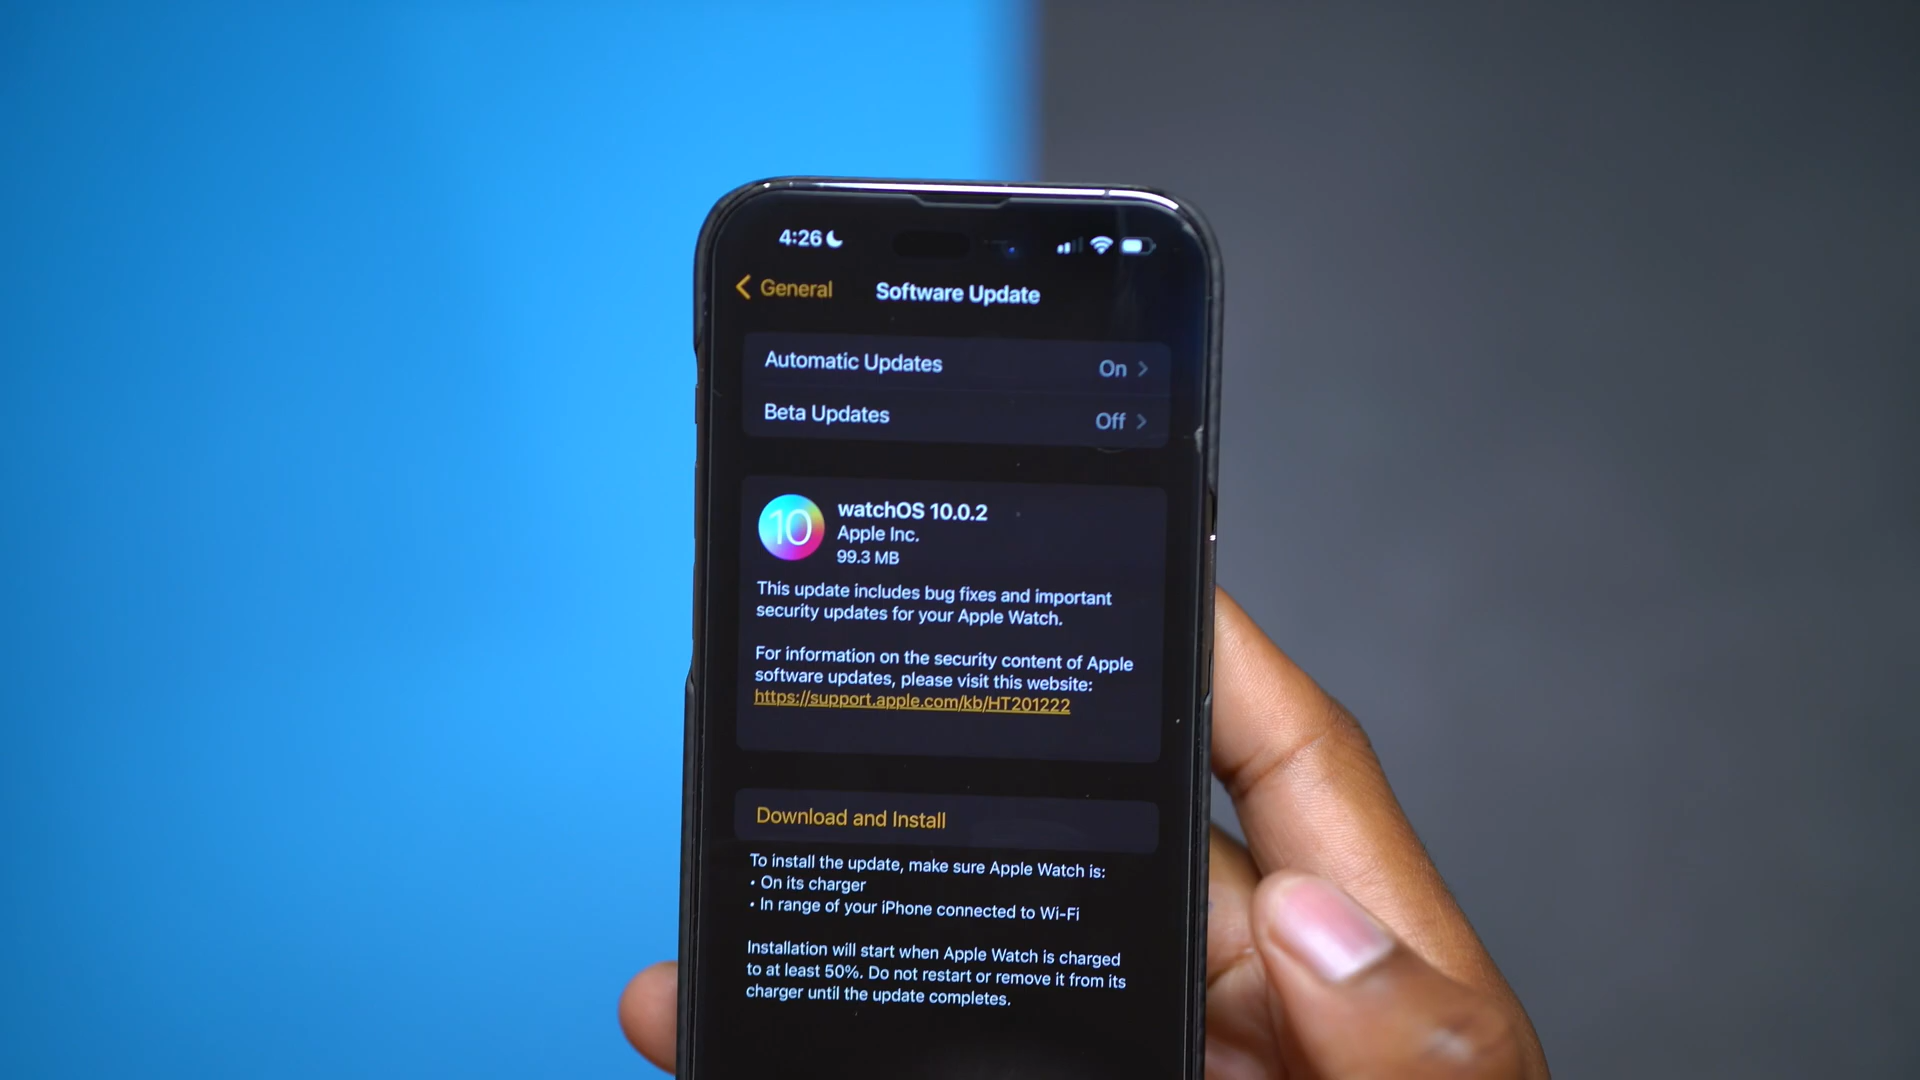 4:26
General
Software Update
Automatic Updates On
Beta Updates Off
10
watchOS 10.0.2
Apple Inc.
99.3 MB
This update includes bug fixes and important
security updates for your Apple Watch.
For information on the security content of Apple
software updates, please visit this website:
https://support.apple.com/kb/HT201222
Download and Install
To install the update, make sure Apple Watch is:
• On its charger
• In range of your iPhone connected to Wi-Fi
Installation will start when Apple Watch is charged
to at least 50%. Do not restart or remove it from its
charger until the update completes.